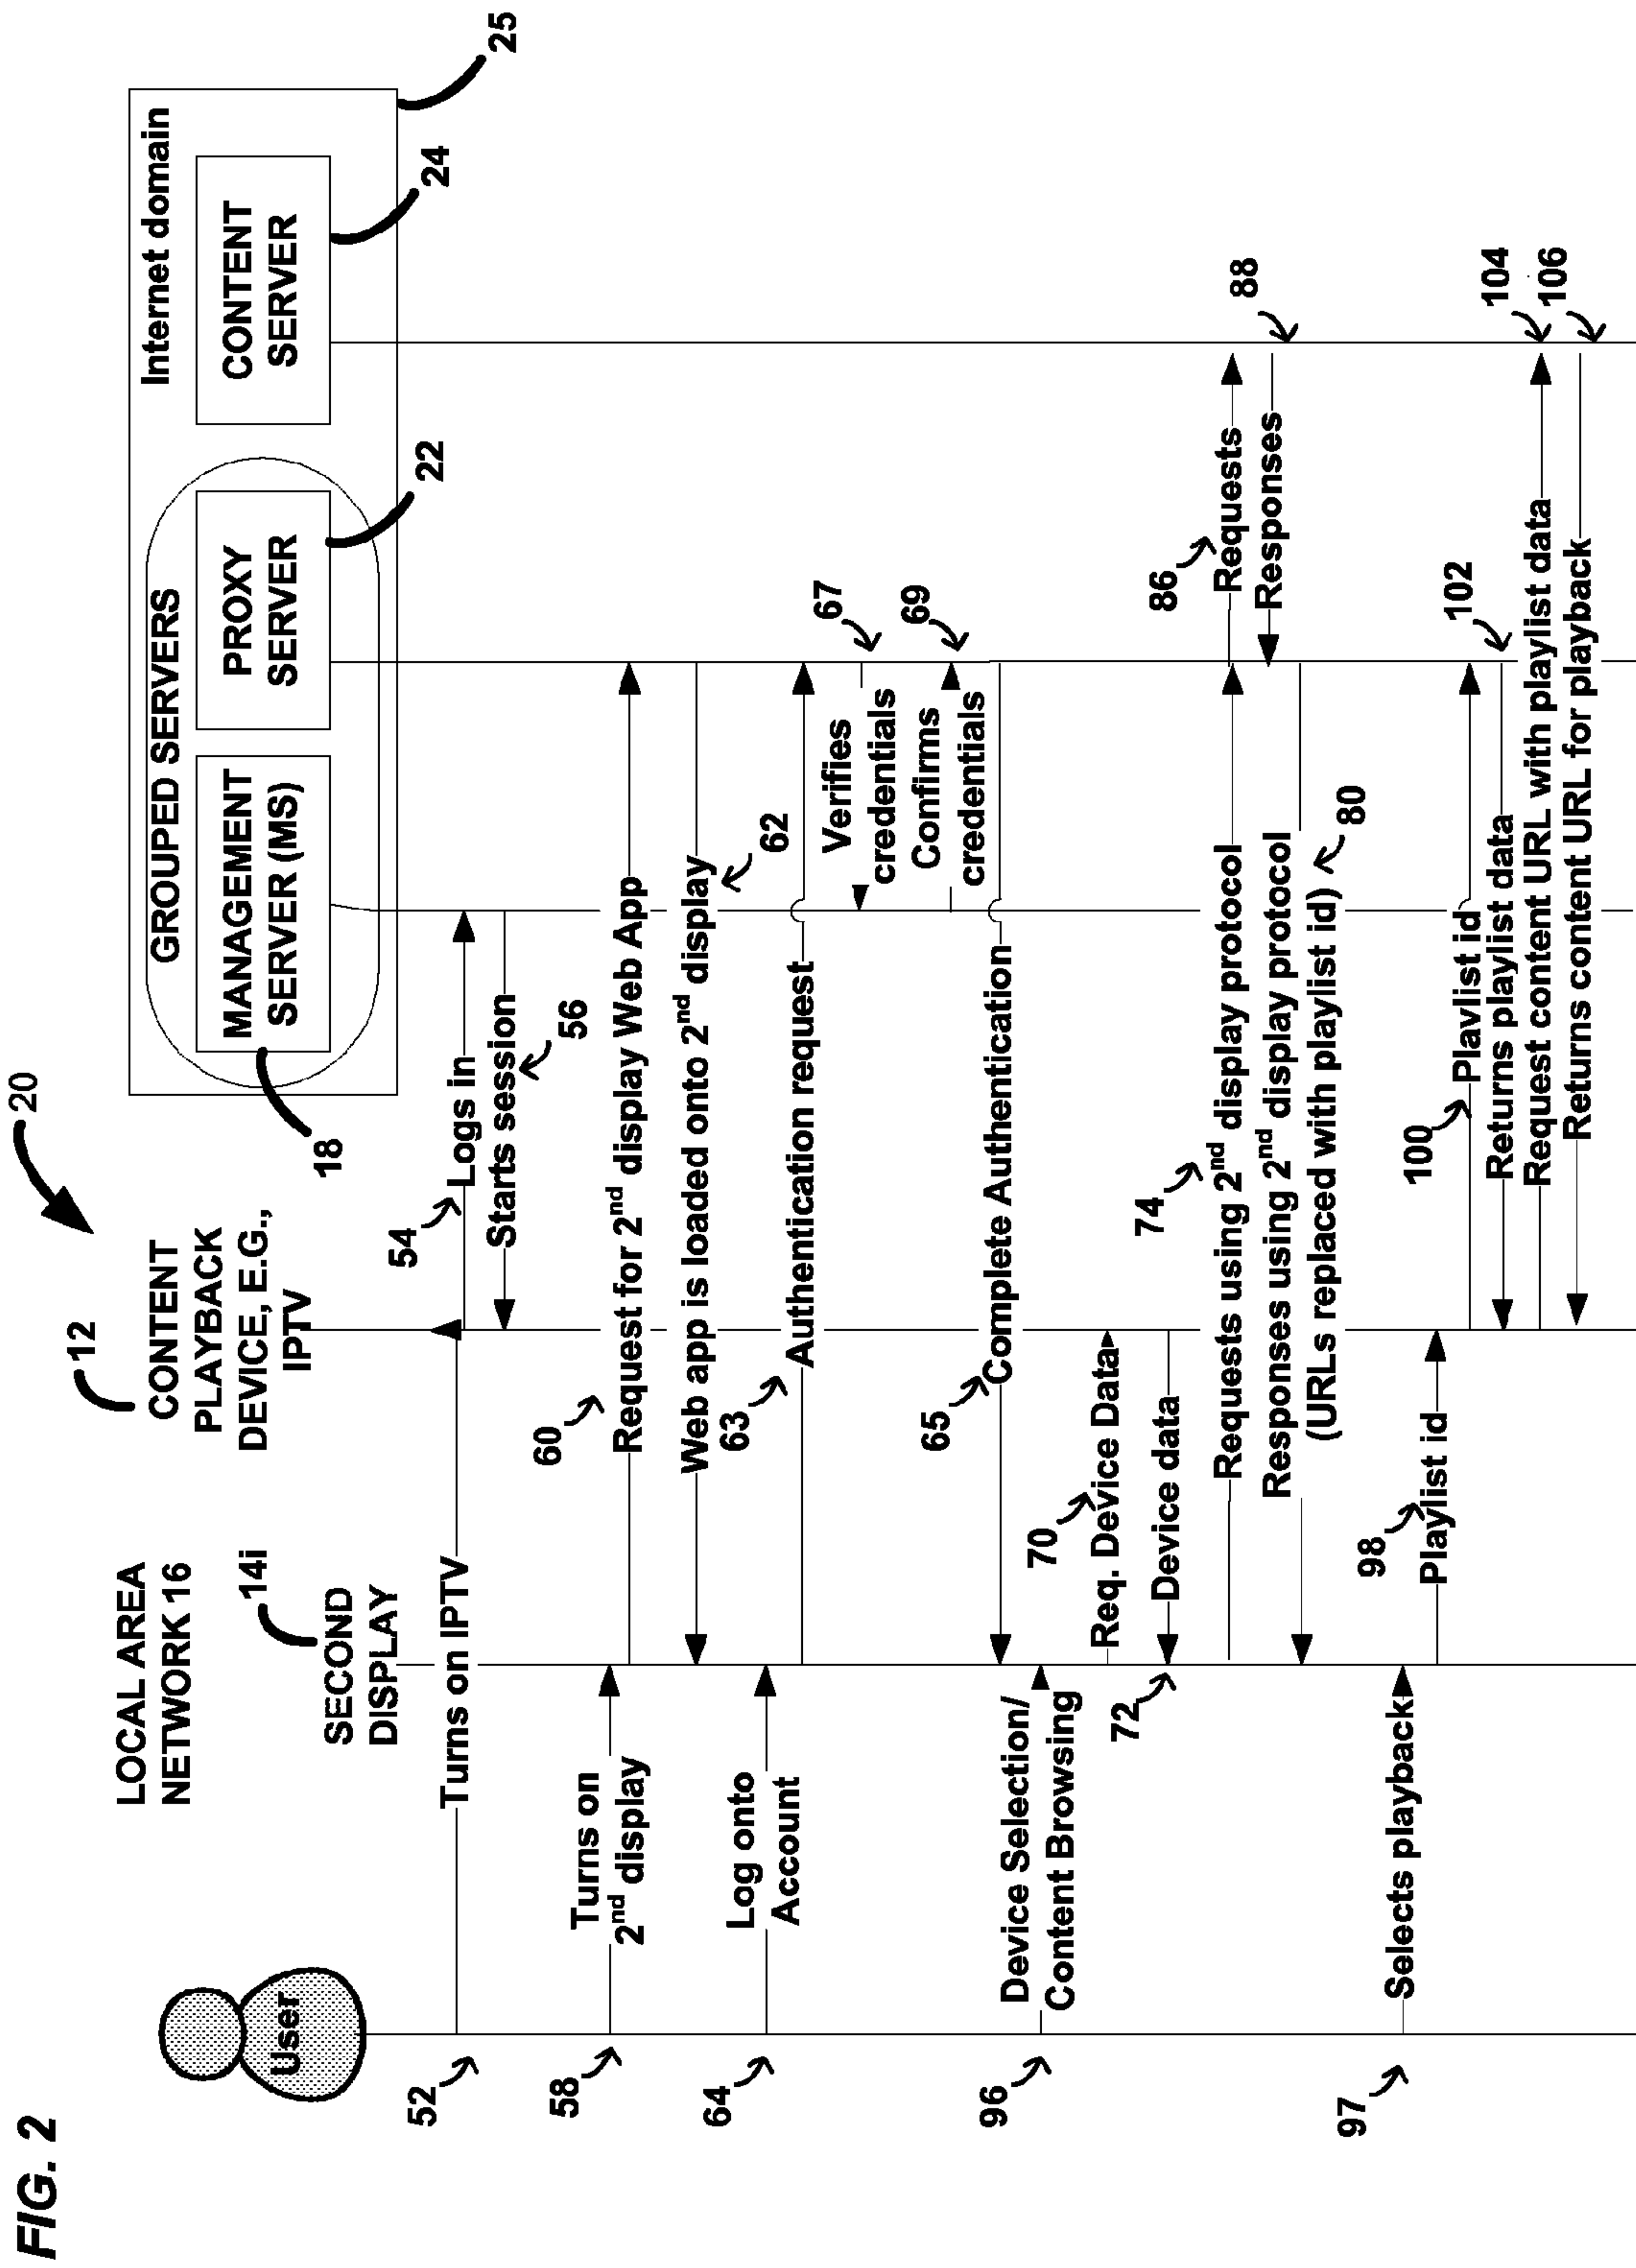 FIG. 2
20
LOCAL AREA
NETWORK 16
12
CONTENT
PLAYBACK
DEVICE, E.G.,
IPTV
14i
SECOND
DISPLAY
User
Internet domain
25
GROUPED SERVERS
MANAGEMENT
SERVER (MS)
18
PROXY
SERVER
22
CONTENT
SERVER
24
52
Turns on IPTV
54
Logs in
Starts session
56
58
Turns on
2nd display
60
Request for 2nd display Web App
Web app is loaded onto 2nd display
62
64
Log onto
Account
63
Authentication request
67
Verifies
credentials
69
Confirms
credentials
65
Complete Authentication
96
Device Selection/
Content Browsing
70
Req. Device Data
Device data
72
74
Requests using 2nd display protocol
86
Requests
Responses
88
Responses using 2nd display protocol
(URLs replaced with playlist id)
80
97
Selects playback
98
Playlist id
100
Playlist id
Returns playlist data
102
Request content URL with playlist data
104
Returns content URL for playback
106